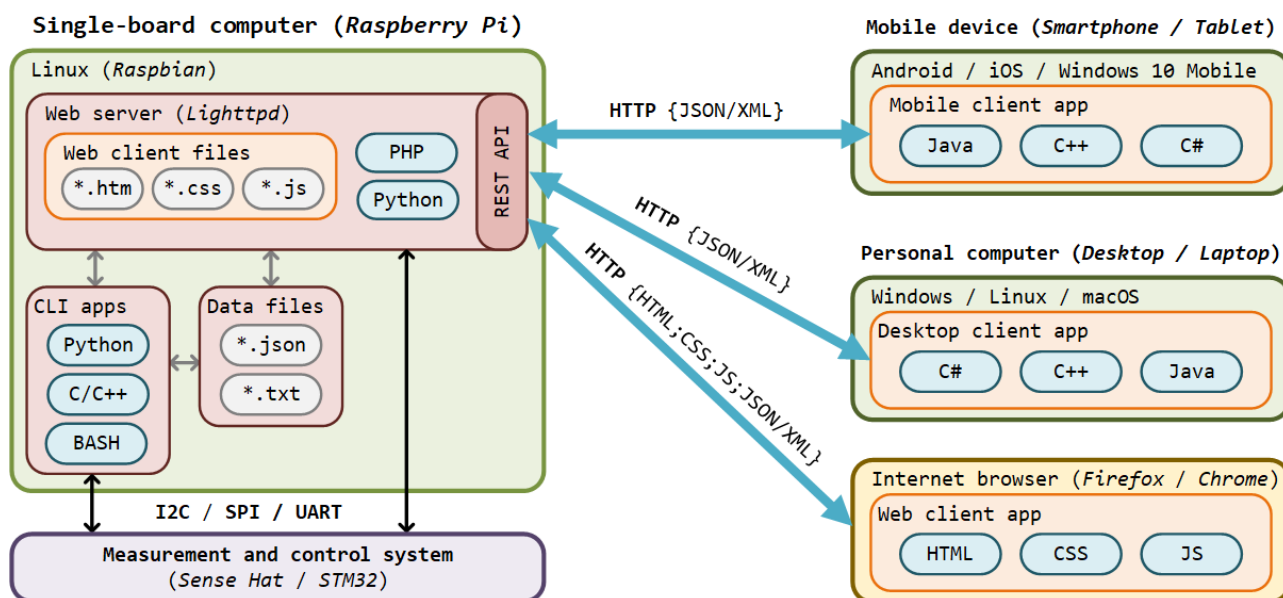 Single-board computer (Raspberry Pi)
Linux (Raspbian)
Web server (Lighttpd)
Web client files
*.htm
*.css
*.js
PHP
Python
REST API
CLI apps
Python
C/C++
BASH
Data files
*.json
*.txt
I2C / SPI / UART
Measurement and control system
(Sense Hat / STM32)
HTTP {JSON/XML}
HTTP {JSON/XML}
HTTP {HTML;CSS;JS;JSON/XML}
Mobile device (Smartphone / Tablet)
Android / iOS / Windows 10 Mobile
Mobile client app
Java
C++
C#
Personal computer (Desktop / Laptop)
Windows / Linux / macOS
Desktop client app
C#
C++
Java
Internet browser (Firefox / Chrome)
Web client app
HTML
CSS
JS